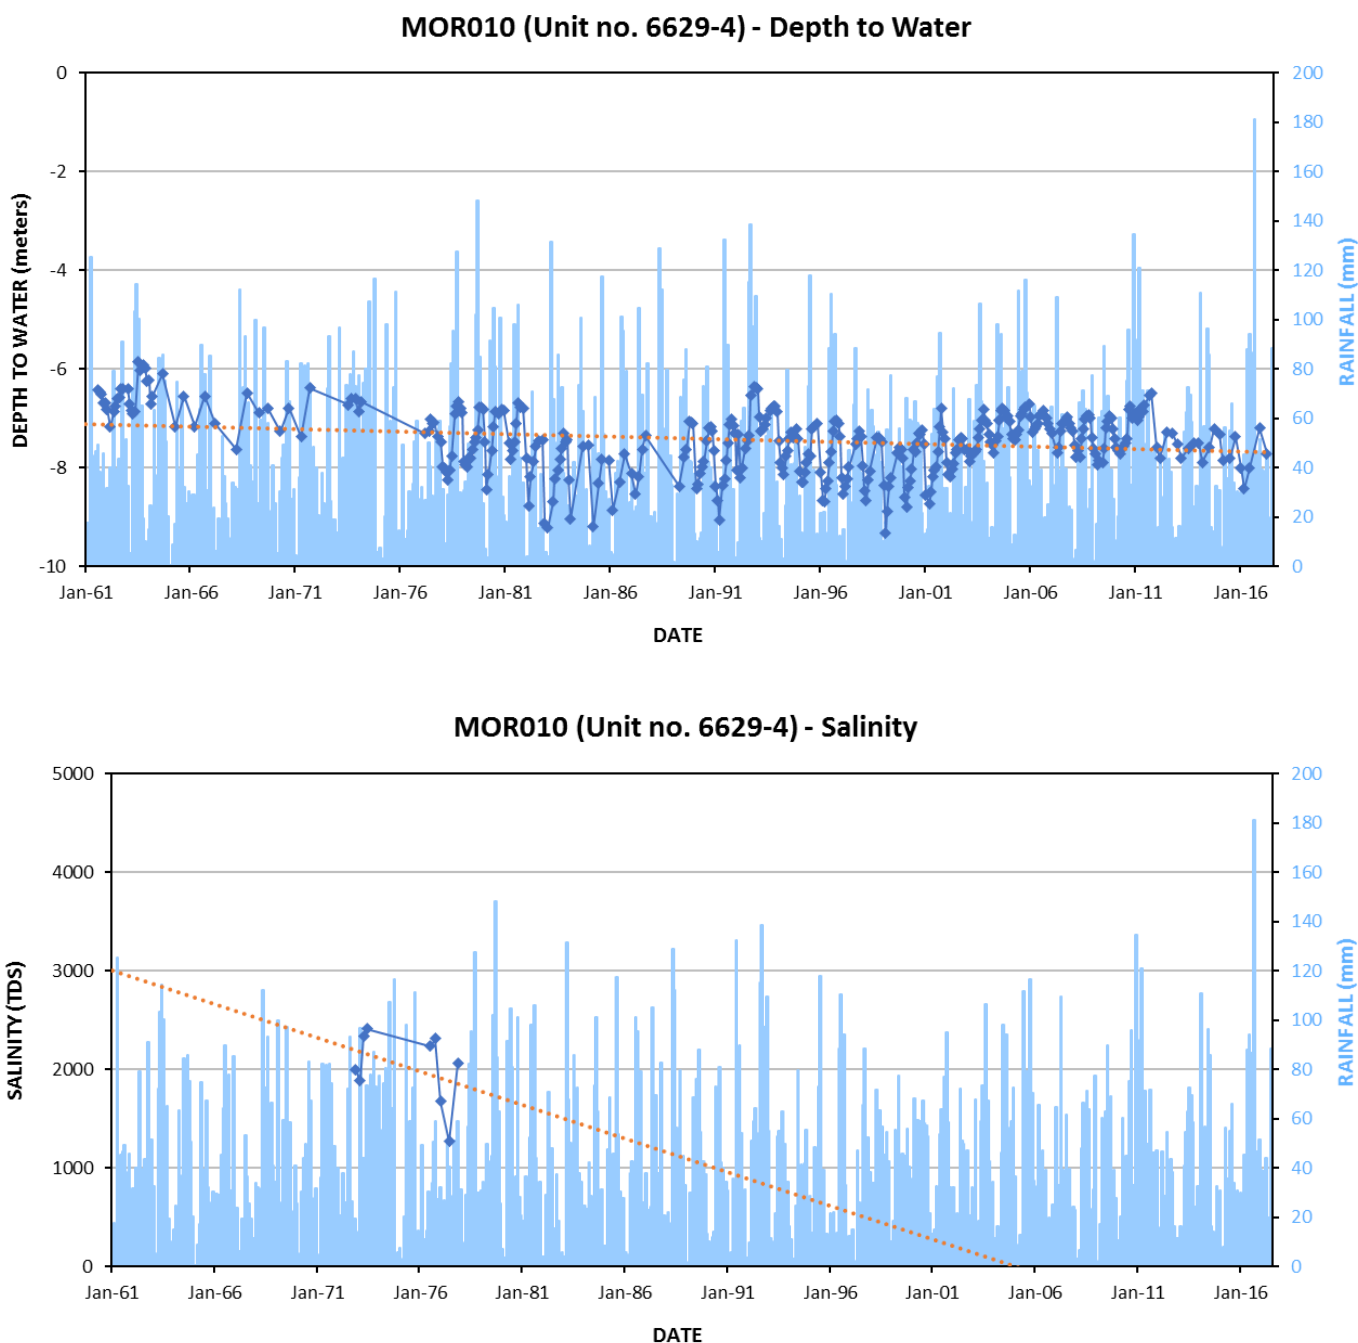 MOR010 (Unit no. 6629-4) - Depth to Water
0 200
180
-2 160
140
-4 120
100
-6 80
60
-8 40
20
-10 0
DEPTH TO WATER (meters)
RAINFALL (mm)
Jan-61 Jan-66 Jan-71 Jan-76 Jan-81 Jan-86 Jan-91 Jan-96 Jan-01 Jan-06 Jan-11 Jan-16
DATE
MOR010 (Unit no. 6629-4) - Salinity
5000 200
180
4000 160
140
3000 120
100
2000 80
60
1000 40
20
0 0
SALINITY (TDS)
RAINFALL (mm)
Jan-61 Jan-66 Jan-71 Jan-76 Jan-81 Jan-86 Jan-91 Jan-96 Jan-01 Jan-06 Jan-11 Jan-16
DATE